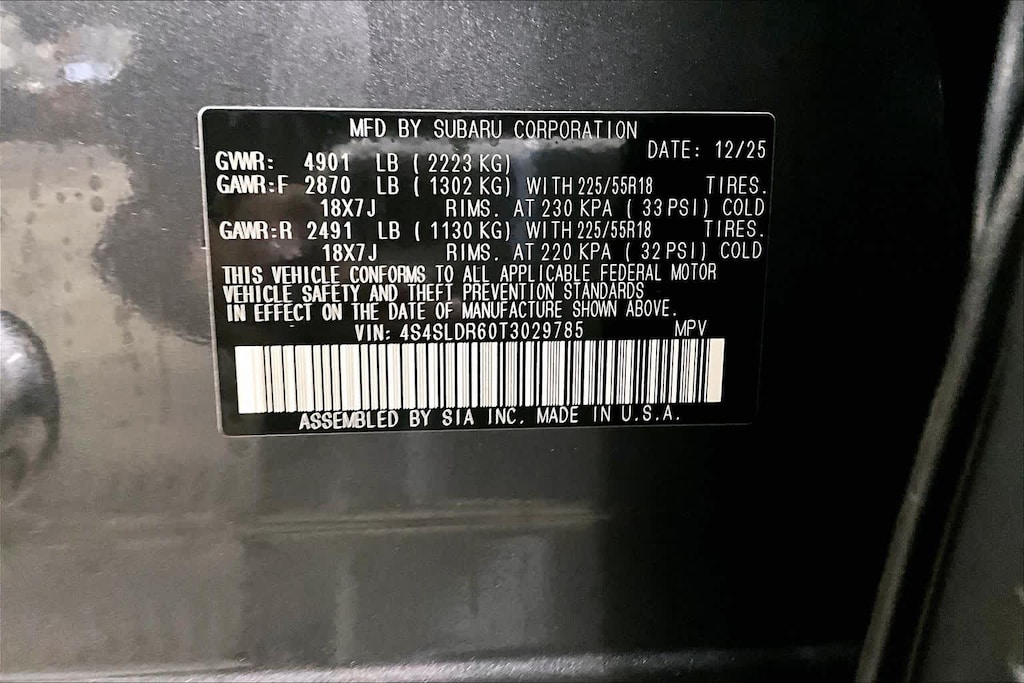 MFD BY SUBARU CORPORATION
DATE: 12/25
GVWR: 4901 LB (2223 KG)
GAWR:F 2870 LB (1302 KG) WITH 225/55R18 TIRES.
18X7J RIMS. AT 230 KPA (33 PSI) COLD
GAWR:R 2491 LB (1130 KG) WITH 225/55R18 TIRES.
18X7J RIMS. AT 220 KPA (32 PSI) COLD
THIS VEHICLE CONFORMS TO ALL APPLICABLE FEDERAL MOTOR
VEHICLE SAFETY AND THEFT PREVENTION STANDARDS
IN EFFECT ON THE DATE OF MANUFACTURE SHOWN ABOVE.
VIN: 4S4SLDR60T3029785 MPV
ASSEMBLED BY SIA INC. MADE IN U.S.A.